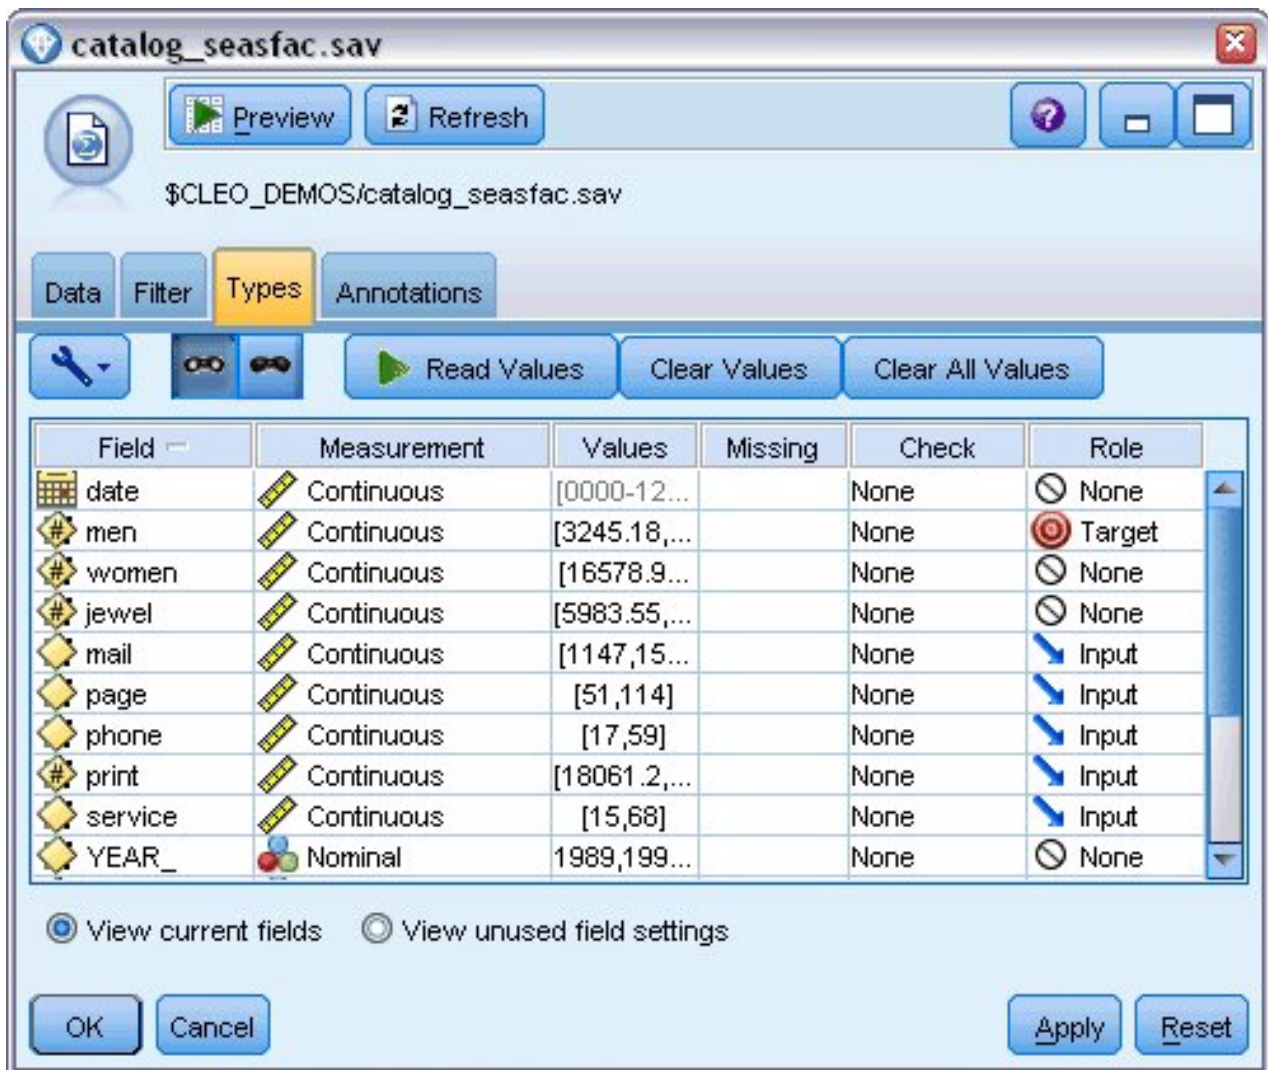 catalog_seasfac.sav
Preview Refresh
$CLEO_DEMOS/catalog_seasfac.sav
Data Filter Types Annotations
Read Values Clear Values Clear All Values
Field Measurement Values Missing Check Role
date Continuous [0000-12... None None
men Continuous [3245.18,... None Target
women Continuous [16578.9... None None
jewel Continuous [5983.55,... None None
mail Continuous [1147,15... None Input
page Continuous [51,114] None Input
phone Continuous [17,59] None Input
print Continuous [18061.2,... None Input
service Continuous [15,68] None Input
YEAR_ Nominal 1989,199... None None
View current fields View unused field settings
OK Cancel Apply Reset